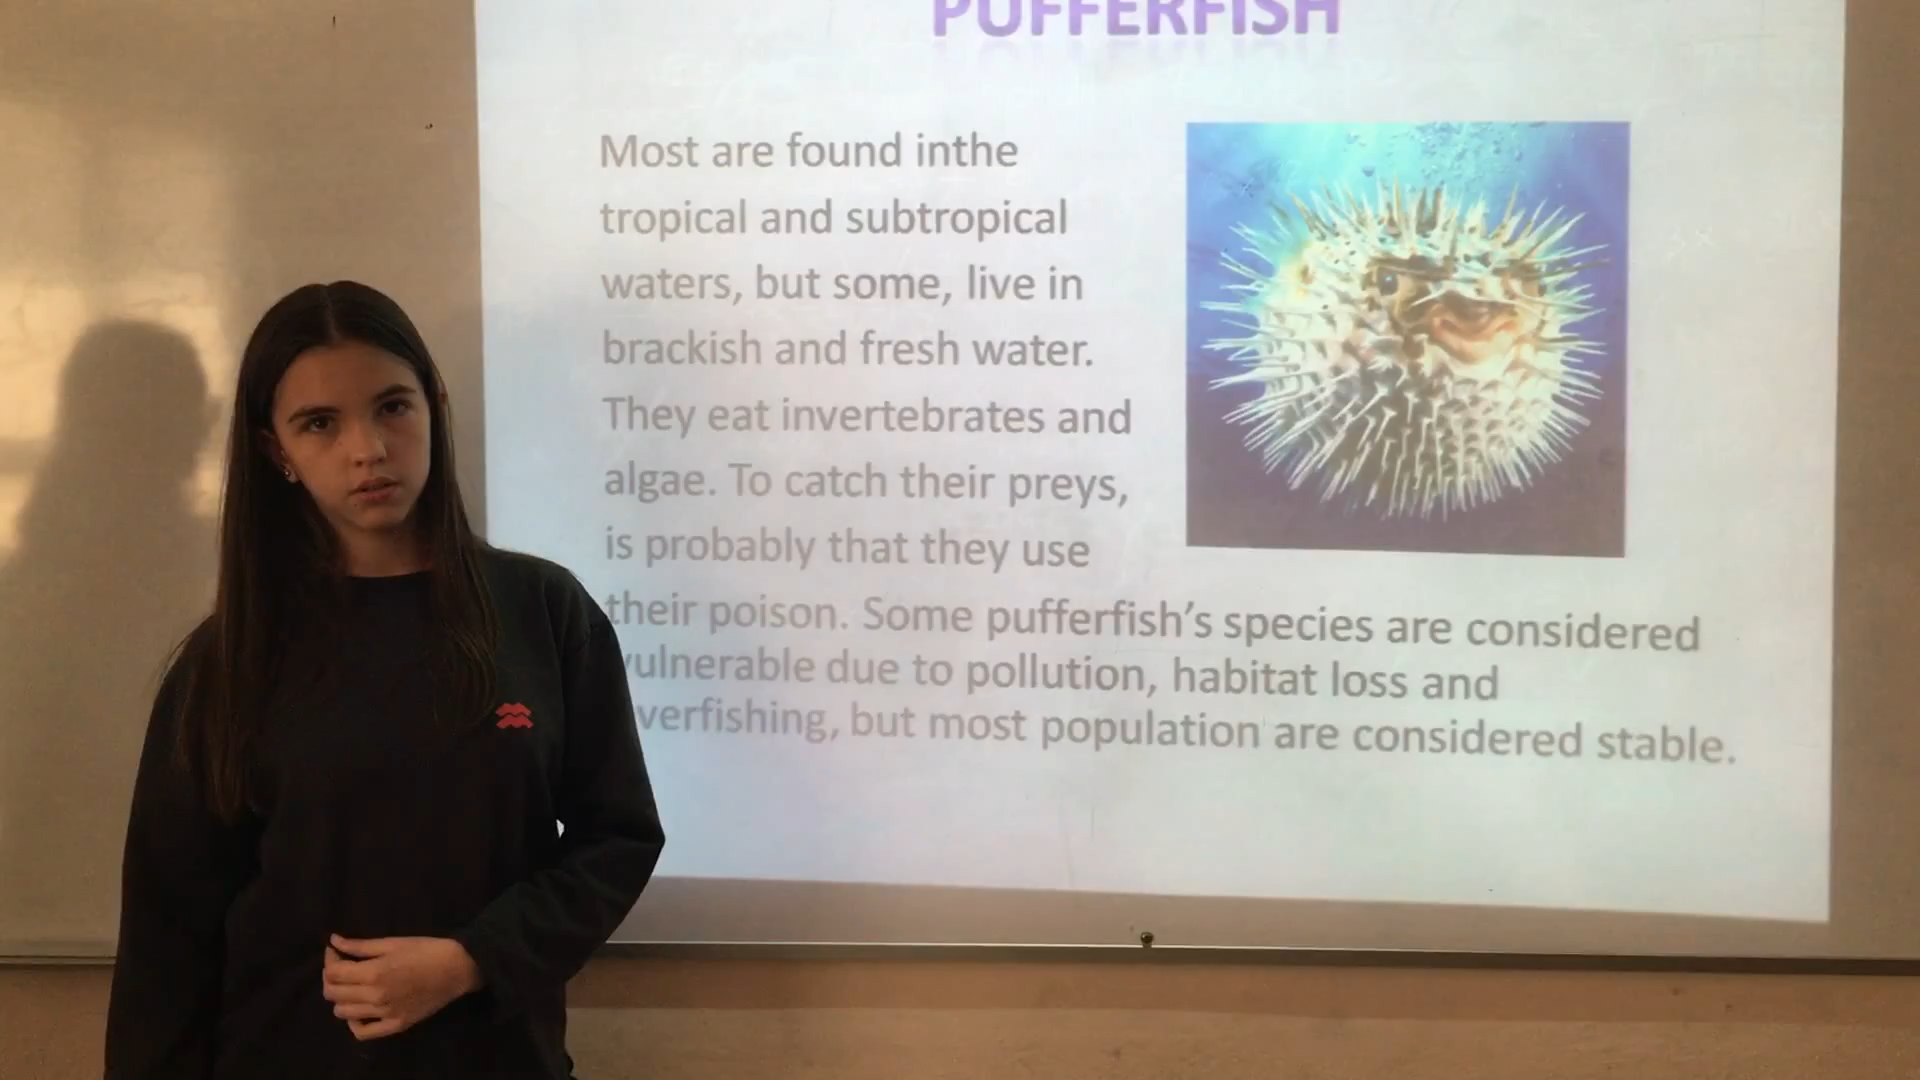 PUFFERFISH
Most are found inthe
tropical and subtropical
waters, but some, live in
brackish and fresh water.
They eat invertebrates and
algae. To catch their preys,
is probably that they use
their poison. Some pufferfish's species are considered
vulnerable due to pollution, habitat loss and
verfishing, but most population are considered stable.